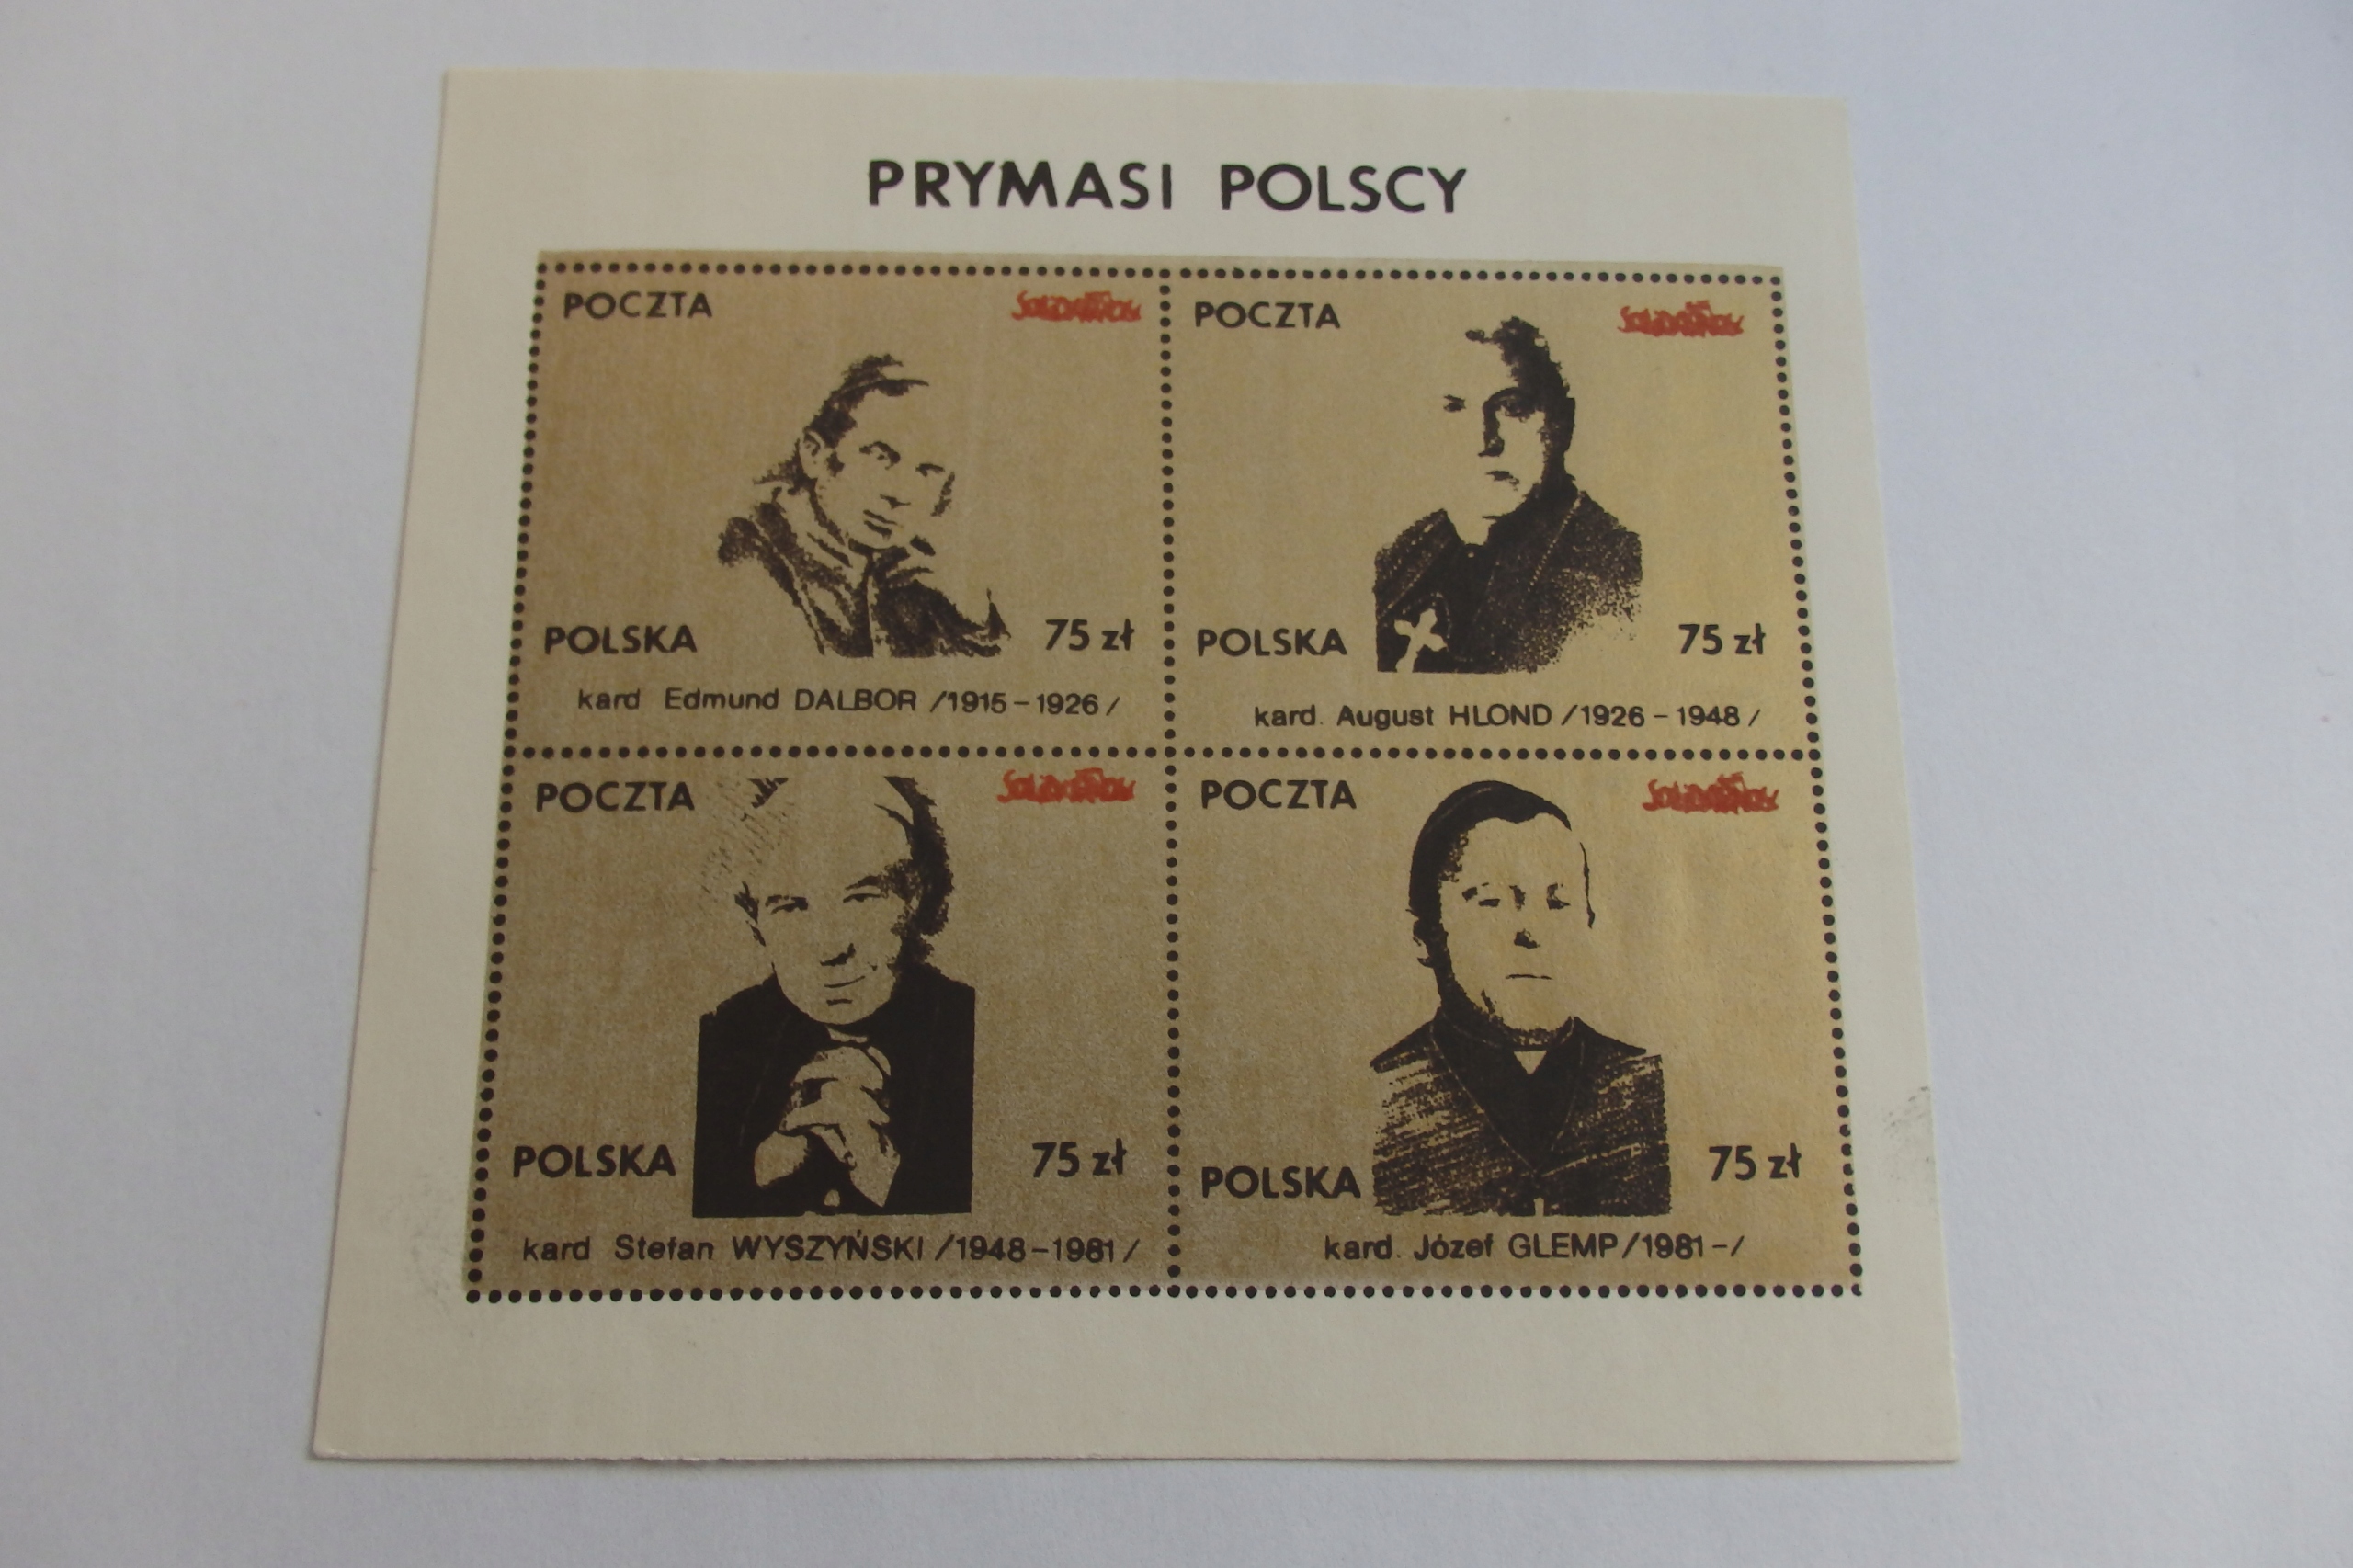 PRYMASI POLSCY
POCZTA
SOLIDARNOŚĆ
POLSKA
75 zł
kard Edmund DALBOR /1915-1926/
POCZTA
SOLIDARNOŚĆ
POLSKA
75 zł
kard. August HLOND /1926-1948/
POCZTA
SOLIDARNOŚĆ
POLSKA
75 zł
kard Stefan WYSZYŃSKI /1948-1981/
POCZTA
SOLIDARNOŚĆ
POLSKA
75 zł
kard. Józef GLEMP/1981-/